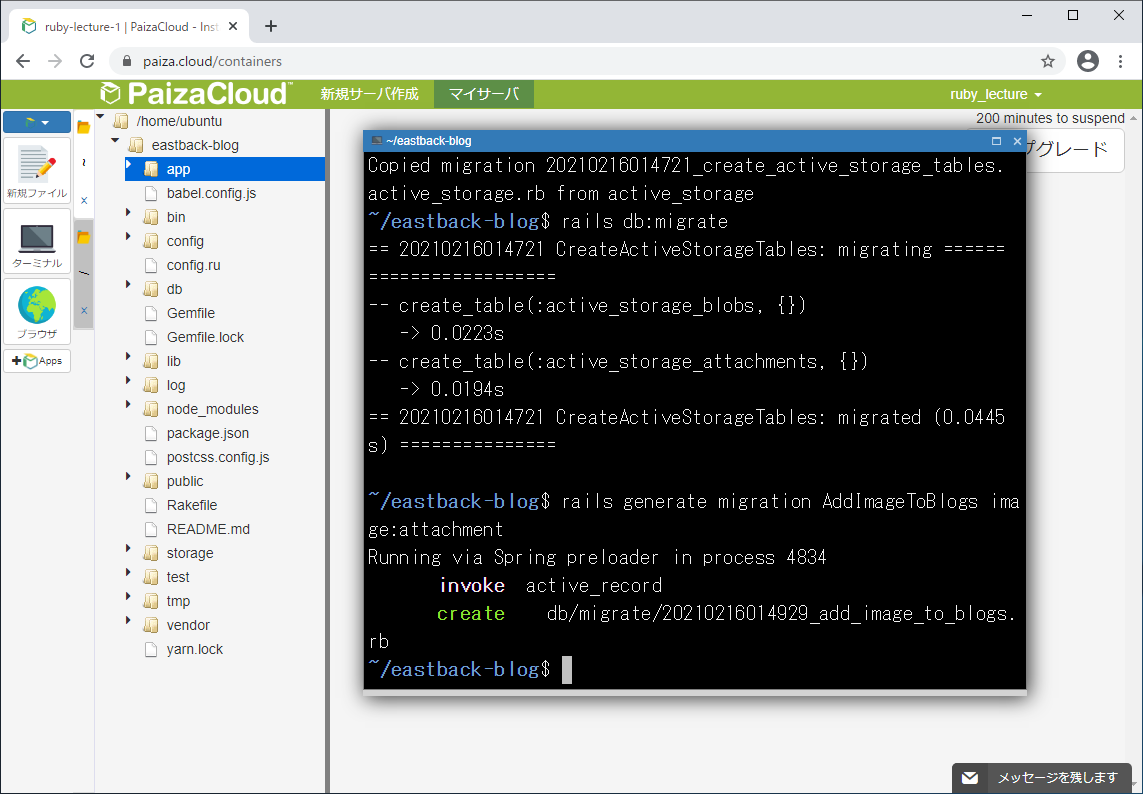 ruby-lecture-1 | PaizaCloud - Inst
paiza.cloud/containers
PaizaCloud™
新規サーバ作成
マイサーバ
ruby_lecture
200 minutes to suspend
プグレード
新規ファイル
ターミナル
ブラウザ
+ Apps
~
x
/
x
/home/ubuntu
eastback-blog
app
babel.config.js
bin
config
config.ru
db
Gemfile
Gemfile.lock
lib
log
node_modules
package.json
postcss.config.js
public
Rakefile
README.md
storage
test
tmp
vendor
yarn.lock
~/eastback-blog
Copied migration 20210216014721_create_active_storage_tables.
active_storage.rb from active_storage
~/eastback-blog$ rails db:migrate
== 20210216014721 CreateActiveStorageTables: migrating ======
==================
-- create_table(:active_storage_blobs, {})
   -> 0.0223s
-- create_table(:active_storage_attachments, {})
   -> 0.0194s
== 20210216014721 CreateActiveStorageTables: migrated (0.0445
s) ===============
~/eastback-blog$ rails generate migration AddImageToBlogs ima
ge:attachment
Running via Spring preloader in process 4834
      invoke  active_record
      create    db/migrate/20210216014929_add_image_to_blogs.
rb
~/eastback-blog$
メッセージを残します